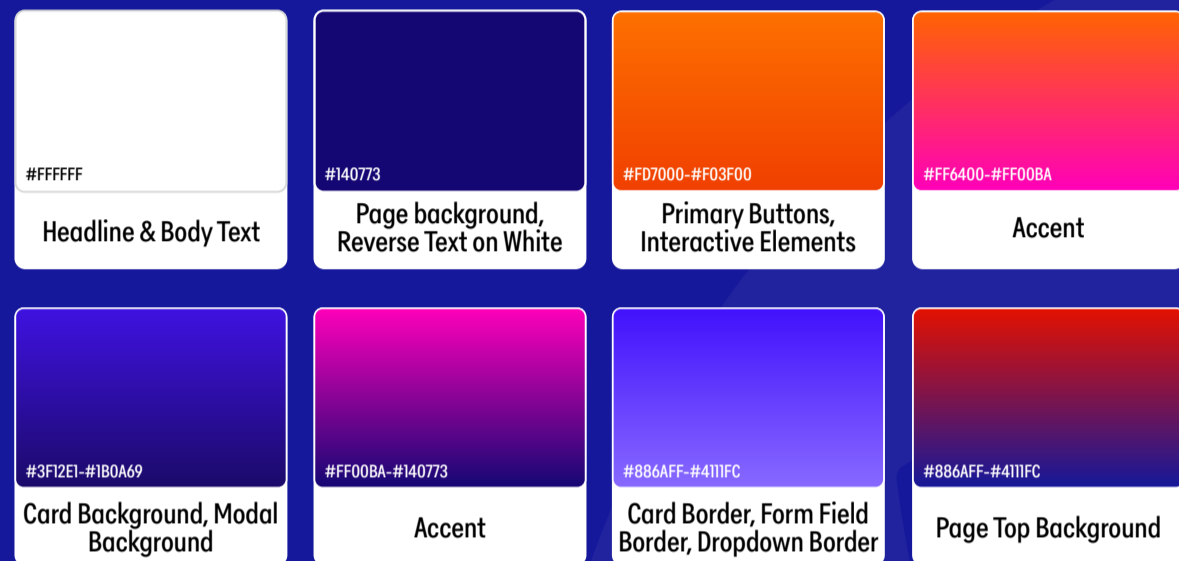 #FFFFFF
Headline & Body Text
#140773
Page background,
Reverse Text on White
#FD7000-#F03F00
Primary Buttons,
Interactive Elements
#FF6400-#FF00BA
Accent
#3F12E1-#1B0A69
Card Background, Modal
Background
#FF00BA-#140773
Accent
#886AFF-#4111FC
Card Border, Form Field
Border, Dropdown Border
#886AFF-#4111FC
Page Top Background